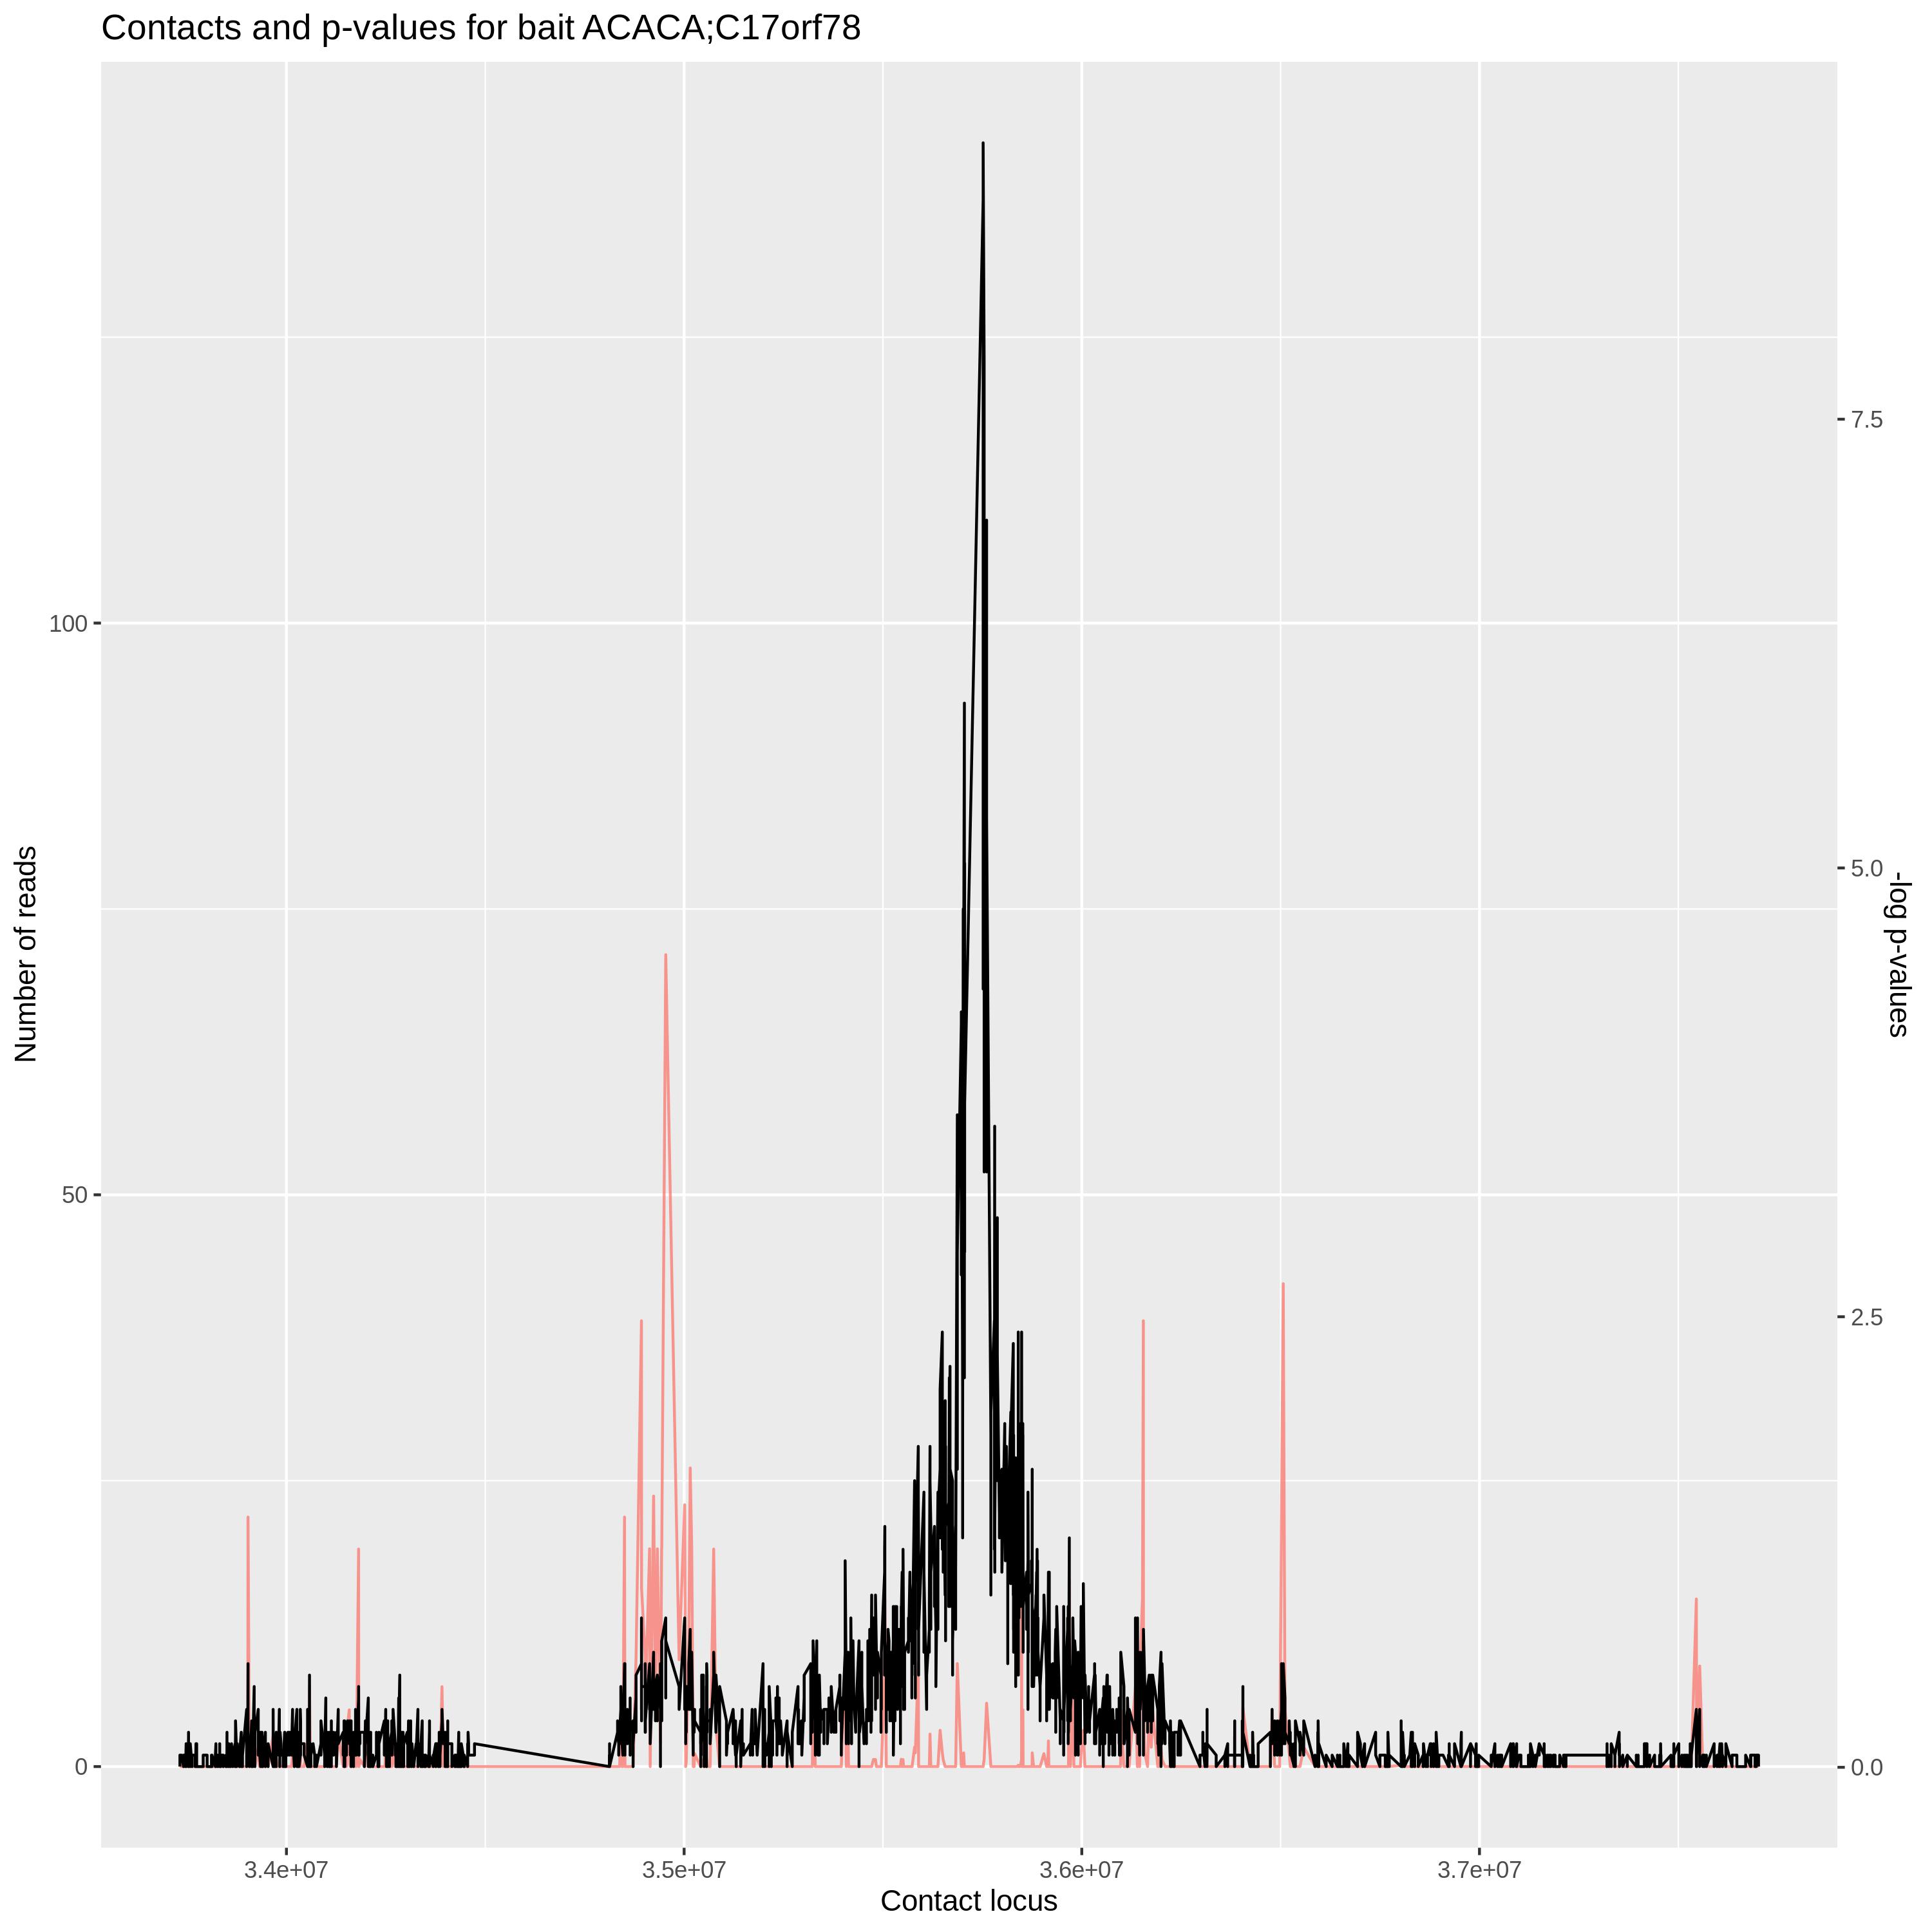 Contacts and p-values for bait ACACA;C17orf78
Number of reads
100
50
0
7.5
5.0
2.5
0.0
-log p-values
3.4e+07
3.5e+07
3.6e+07
3.7e+07
Contact locus